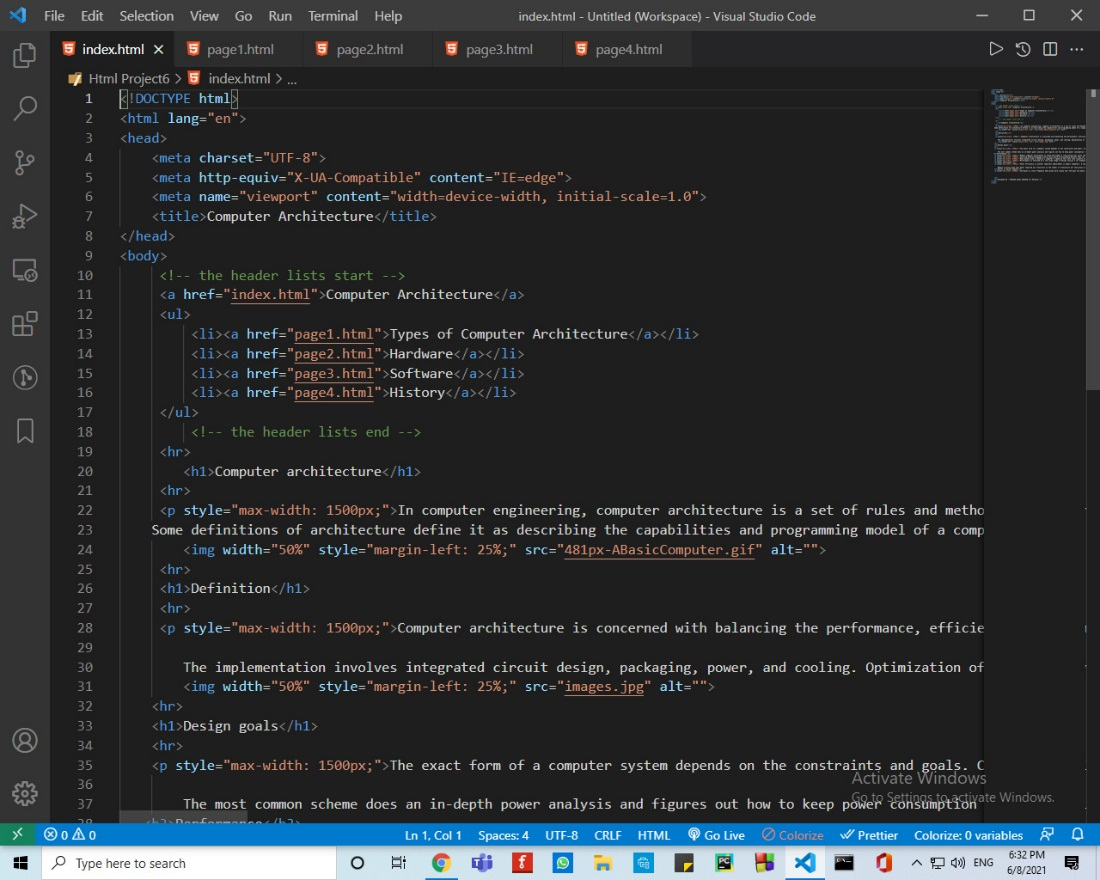 File Edit Selection View Go Run Terminal Help index.html - Untitled (Workspace) - Visual Studio Code
index.html page1.html page2.html page3.html page4.html
Html Project6 > index.html > ...
1 <!DOCTYPE html>
2 <html lang="en">
3 <head>
4 <meta charset="UTF-8">
5 <meta http-equiv="X-UA-Compatible" content="IE=edge">
6 <meta name="viewport" content="width=device-width, initial-scale=1.0">
7 <title>Computer Architecture</title>
8 </head>
9 <body>
10 <!-- the header lists start -->
11 <a href="index.html">Computer Architecture</a>
12 <ul>
13 <li><a href="page1.html">Types of Computer Architecture</a></li>
14 <li><a href="page2.html">Hardware</a></li>
15 <li><a href="page3.html">Software</a></li>
16 <li><a href="page4.html">History</a></li>
17 </ul>
18 <!-- the header lists end -->
19 <hr>
20 <h1>Computer architecture</h1>
21 <hr>
22 <p style="max-width: 1500px;">In computer engineering, computer architecture is a set of rules and metho
23 Some definitions of architecture define it as describing the capabilities and programming model of a comp
24 <img width="50%" style="margin-left: 25%;" src="481px-ABasicComputer.gif" alt="">
25 <hr>
26 <h1>Definition</h1>
27 <hr>
28 <p style="max-width: 1500px;">Computer architecture is concerned with balancing the performance, efficie
29
30 The implementation involves integrated circuit design, packaging, power, and cooling. Optimization of
31 <img width="50%" style="margin-left: 25%;" src="images.jpg" alt="">
32 <hr>
33 <h1>Design goals</h1>
34 <hr>
35 <p style="max-width: 1500px;">The exact form of a computer system depends on the constraints and goals. C
36
37 The most common scheme does an in-depth power analysis and figures out how to keep power consumption
38 <h2>Performance</h2>
Activate Windows
Go to Settings to activate Windows.
0 0 Ln 1, Col 1 Spaces: 4 UTF-8 CRLF HTML Go Live Colorize Prettier Colorize: 0 variables
Type here to search ENG 6:32 PM
6/8/2021